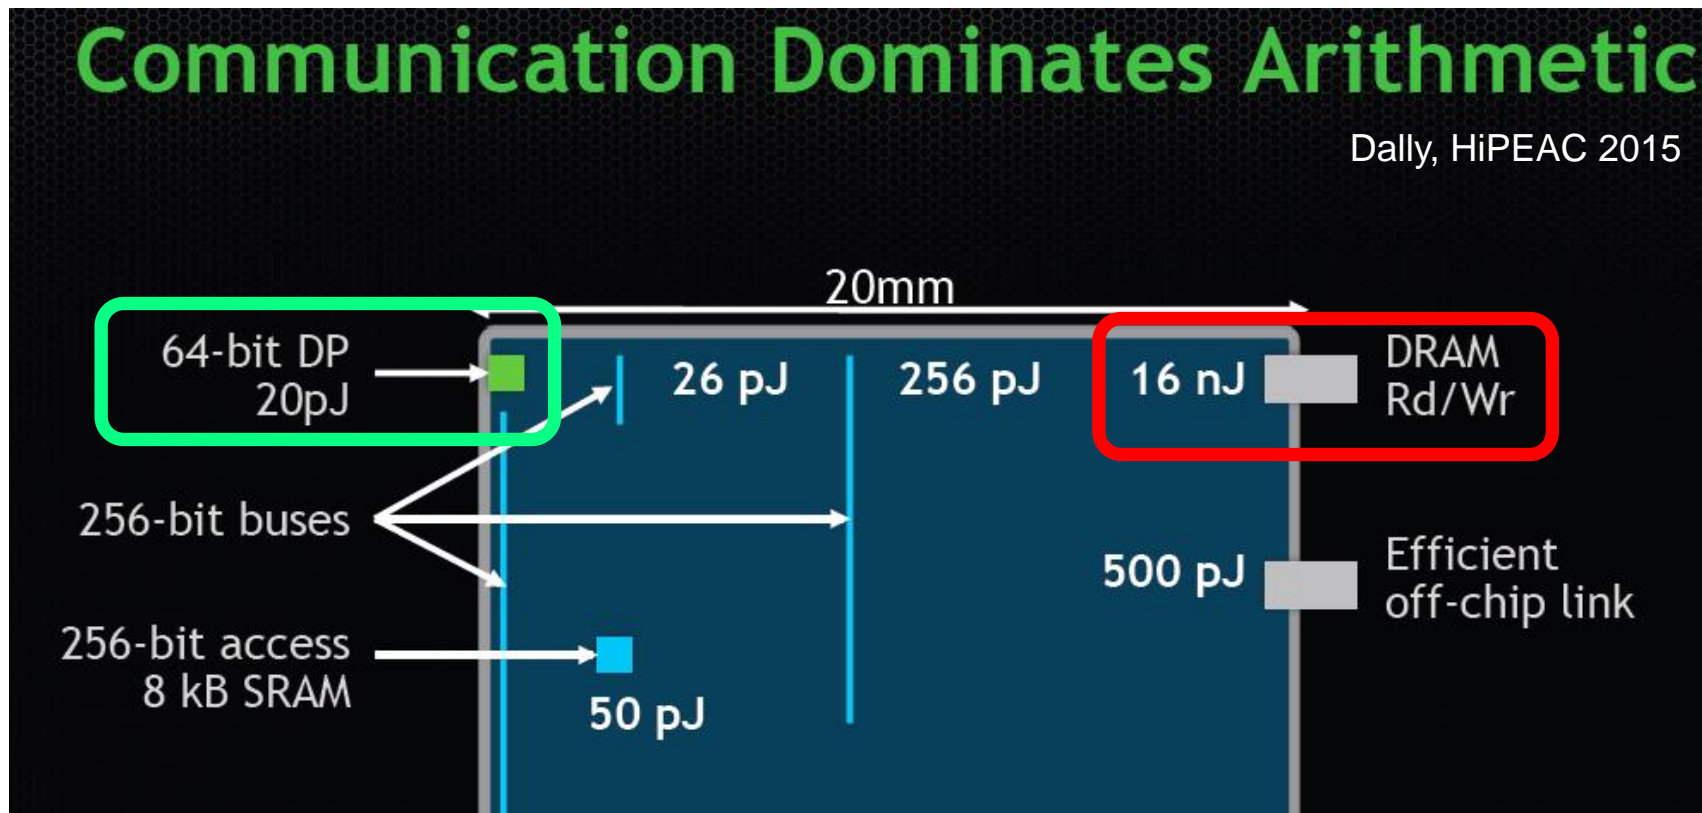 Communication Dominates Arithmetic
Dally, HiPEAC 2015
20mm
64-bit DP
20pJ
26 pJ
256 pJ
16 nJ
DRAM
Rd/Wr
256-bit buses
500 pJ
Efficient
off-chip link
256-bit access
8 kB SRAM
50 pJ